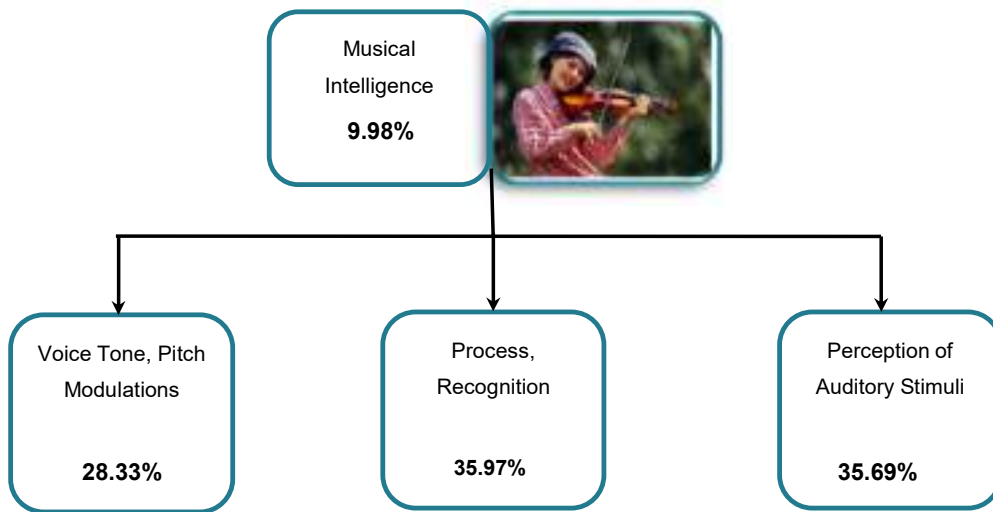 Musical
Intelligence
9.98%
Voice Tone, Pitch
Modulations
28.33%
Process,
Recognition
35.97%
Perception of
Auditory Stimuli
35.69%